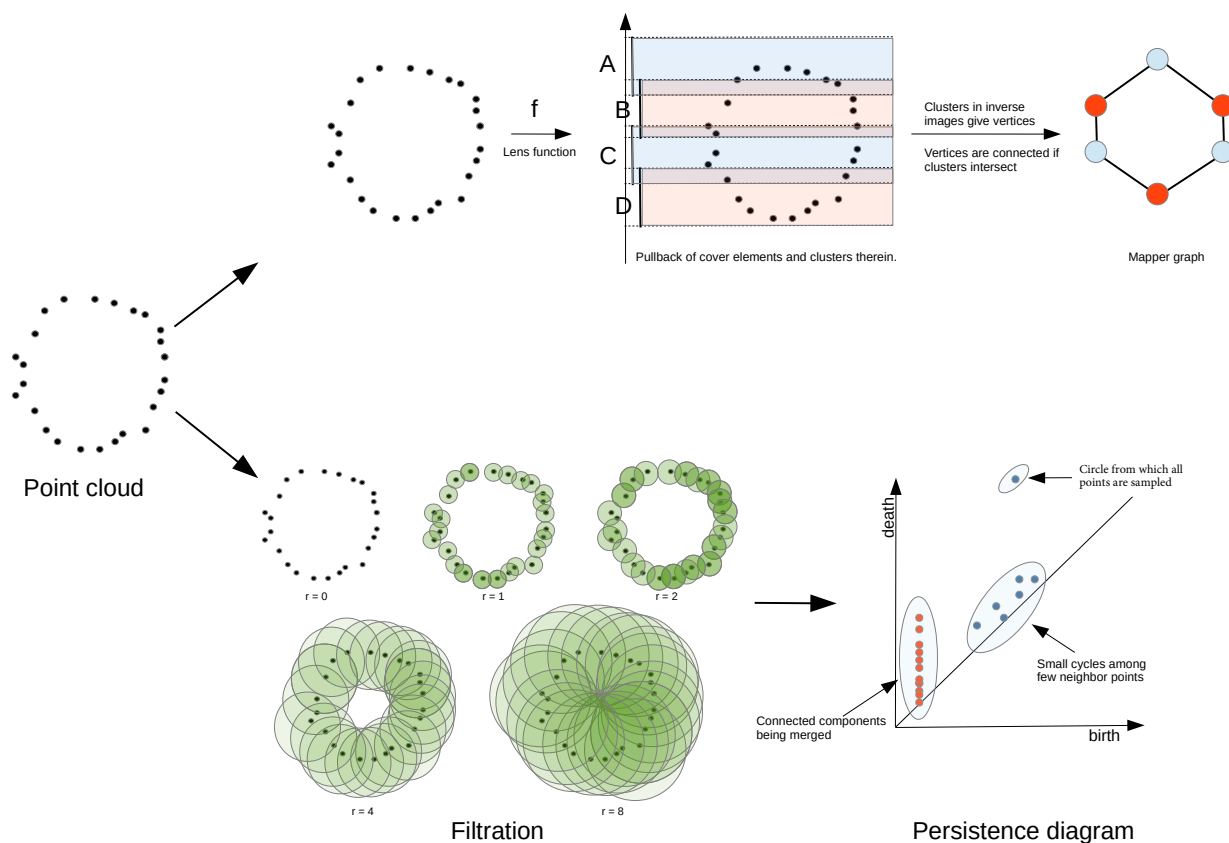 A
B
C
D
f
Lens function
Clusters in inverse
images give vertices
Vertices are connected if
clusters intersect
Pullback of cover elements and clusters therein.
Mapper graph
Point cloud
r = 0
r = 1
r = 2
r = 4
r = 8
Filtration
Circle from which all
points are sampled
death
Small cycles among
few neighbor points
Connected components
being merged
birth
Persistence diagram